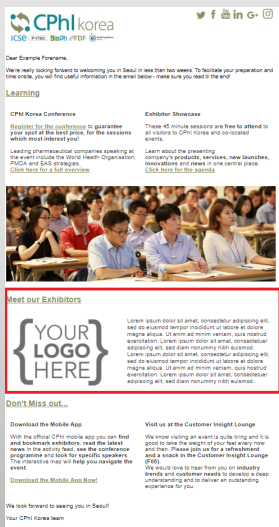 CPhI korea
ICSE P-MEC BioPh FDF
Dear Example Forename,
We're really looking forward to welcoming you in Seoul in less than two weeks. To facilitate your preparation and
time onsite, you will find useful information in the email below - make sure you read til the end!
Learning
CPhI Korea Conference
Register for the conference to guarantee
your spot at the best price, for the sessions
which most interest you!
Leading pharmaceutical companies speaking at
the event include the World Health Organisation,
PMDA and EAS strategies.
Click here for a full overview
Exhibitor Showcase
These 45 minute sessions are free to attend to
all visitors to CPhI Korea and co-located
events.
Learn about the presenting
company's products, services, new launches,
innovations and news in one central place.
Click here for the agenda
Meet our Exhibitors
{YOUR
LOGO
HERE}
Lorem ipsum dolor sit amet, consectetuer adipiscing elit,
sed do eiusmod tempor incididunt ut labore et dolore
magna aliqua. Ut enim ad minim veniam, quis nostrud
exercitation. Lorem ipsum dolor sit amet, consectetuer
adipiscing elit, sed diam nonummy nibh euismod.
Lorem ipsum dolor sit amet, consectetuer adipiscing elit,
sed do eiusmod tempor incididunt ut labore et dolore
magna aliqua. Ut enim ad minim veniam, quis nostrud
exercitation. Lorem ipsum dolor sit amet, consectetuer
adipiscing elit, sed diam nonummy nibh euismod.
Don't Miss out...
Download the Mobile App
With the official CPhI mobile app you can find
and bookmark exhibitors, read the latest
news in the activity feed, see the conference
programme and look for specific speakers.
The interactive map will help you navigate the
event.
Download the Mobile App Now!
Visit us at the Customer Insight Lounge
We know visiting an event is quite tiring and it is
good to take the weight of your feet every now
and then. Please join us for a refreshment
and a snack in the Customer Insight Lounge
(F05).
We would love to hear from you on industry
trends and customer needs to develop a deep
understanding and to deliver an outstanding
experience for you.
We look forward to seeing you in Seoul!
Your CPhI Korea team